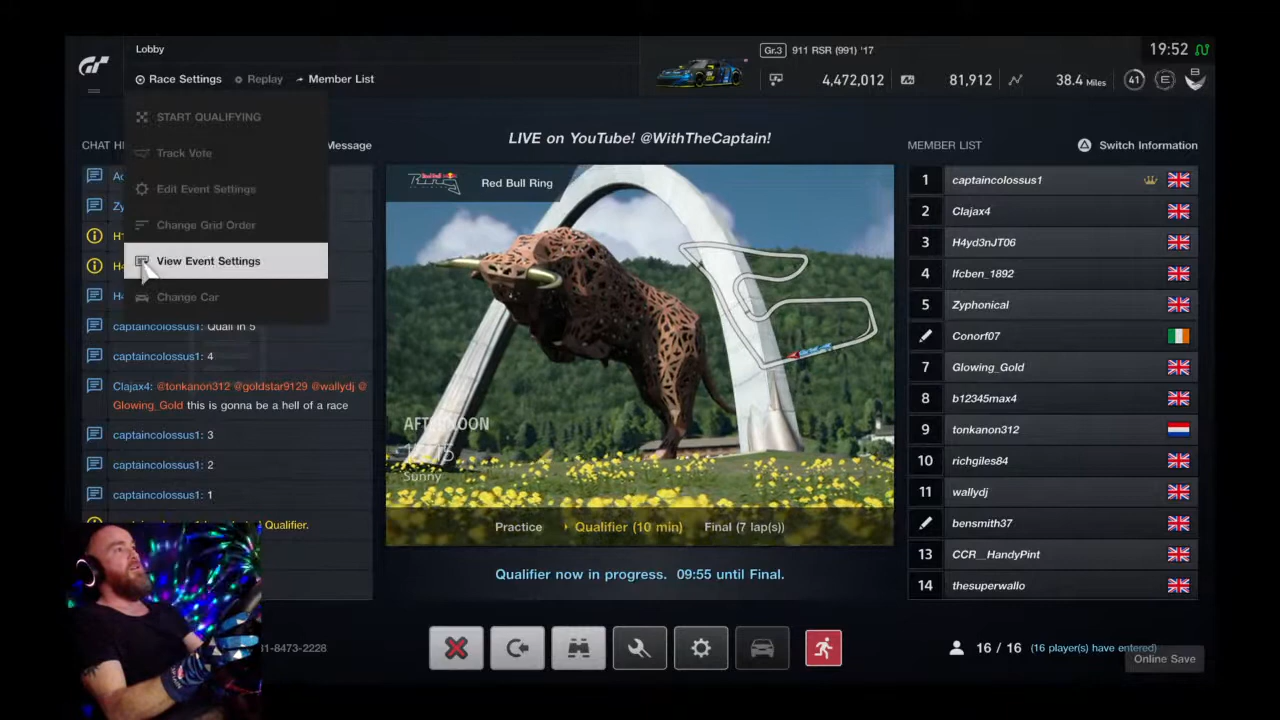 Lobby
Gr.3 911 RSR (991) '17
19:52
Race Settings Replay Member List
4,472,012 81,912 38.4 Miles 41 E B
START QUALIFYING
Track Vote
Edit Event Settings
Change Grid Order
View Event Settings
Change Car
LIVE on YouTube! @WithTheCaptain!
CHAT
Message
captaincolossus1: Quali in 5
captaincolossus1: 4
Clajax4: @tonkanon312 @goldstar9129 @wallydj @
Glowing_Gold this is gonna be a hell of a race
captaincolossus1: 3
captaincolossus1: 2
captaincolossus1: 1
Qualifier.
Red Bull Ring
AFTERNOON
Sunny
Practice Qualifier (10 min) Final (7 lap(s))
Qualifier now in progress. 09:55 until Final.
MEMBER LIST Switch Information
1 captaincolossus1
2 Clajax4
3 H4yd3nJT06
4 lfcben_1892
5 Zyphonical
Conorf07
7 Glowing_Gold
8 b12345max4
9 tonkanon312
10 richgiles84
11 wallydj
bensmith37
13 CCR_HandyPint
14 thesuperwallo
1-8473-2228
16 / 16 (16 player(s) have entered)
Online Save